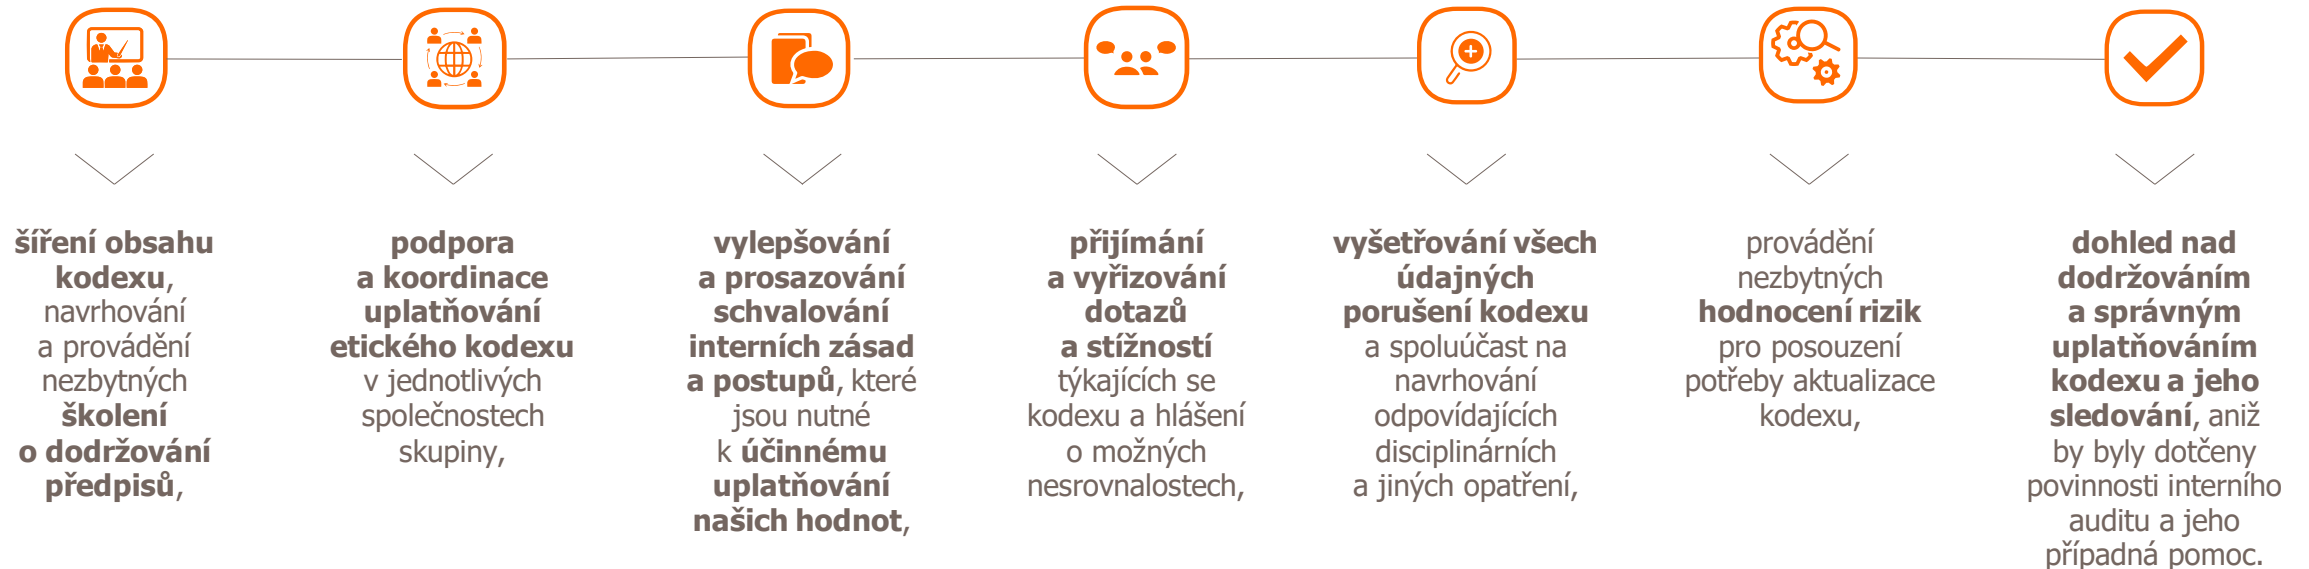 šíření obsahu
kodexu,
navrhování
a provádění
nezbytných
školení
o dodržování
předpisů,
podpora
a koordinace
uplatňování
etického kodexu
v jednotlivých
společnostech
skupiny,
vylepšování
a prosazování
schvalování
interních zásad
a postupů, které
jsou nutné
k účinnému
uplatňování
našich hodnot,
přijímání
a vyřizování
dotazů
a stížností
týkajících se
kodexu a hlášení
o možných
nesrovnalostech,
vyšetřování všech
údajných
porušení kodexu
a spoluúčast na
navrhování
odpovídajících
disciplinárních
a jiných opatření,
provádění
nezbytných
hodnocení rizik
pro posouzení
potřeby aktualizace
kodexu,
dohled nad
dodržováním
a správným
uplatňováním
kodexu a jeho
sledování, aniž
by byly dotčeny
povinnosti interního
auditu a jeho
případná pomoc.